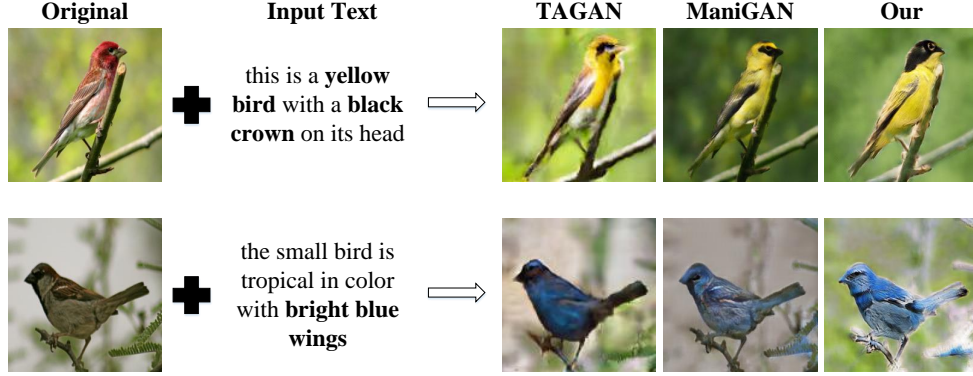 Original Input Text TAGAN ManiGAN Our
this is a yellow
bird with a black
crown on its head
the small bird is
tropical in color
with bright blue
wings